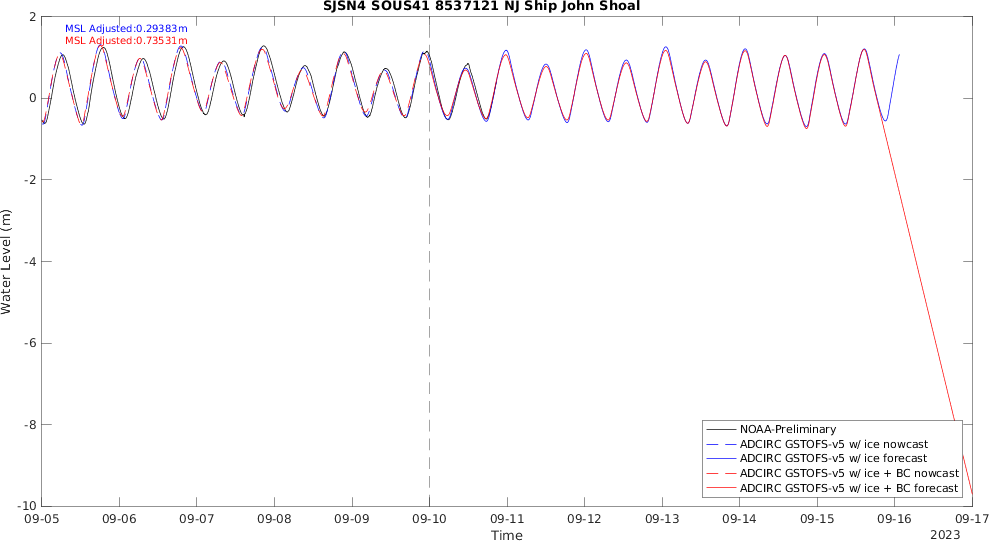 SJSN4 SOUS41 8537121 NJ Ship John Shoal
MSL Adjusted:0.29383m
MSL Adjusted:0.73531m
2
0
-2
-4
-6
-8
-10
Water Level (m)
NOAA-Preliminary
ADCIRC GSTOFS-v5 w/ ice nowcast
ADCIRC GSTOFS-v5 w/ ice forecast
ADCIRC GSTOFS-v5 w/ ice + BC nowcast
ADCIRC GSTOFS-v5 w/ ice + BC forecast
09-05 09-06 09-07 09-08 09-09 09-10 09-11 09-12 09-13 09-14 09-15 09-16 09-17
Time
2023